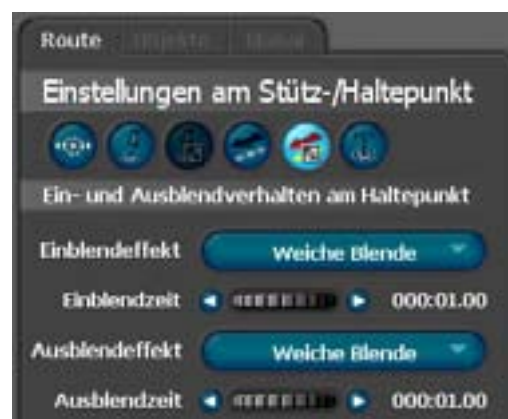 Route Objekte
Einstellungen am Stütz-/Haltepunkt
Ein- und Ausblendverhalten am Haltepunkt
Einblendeffekt Weiche Blende
Einblendzeit 000:01.00
Ausblendeffekt Weiche Blende
Ausblendzeit 000:01.00